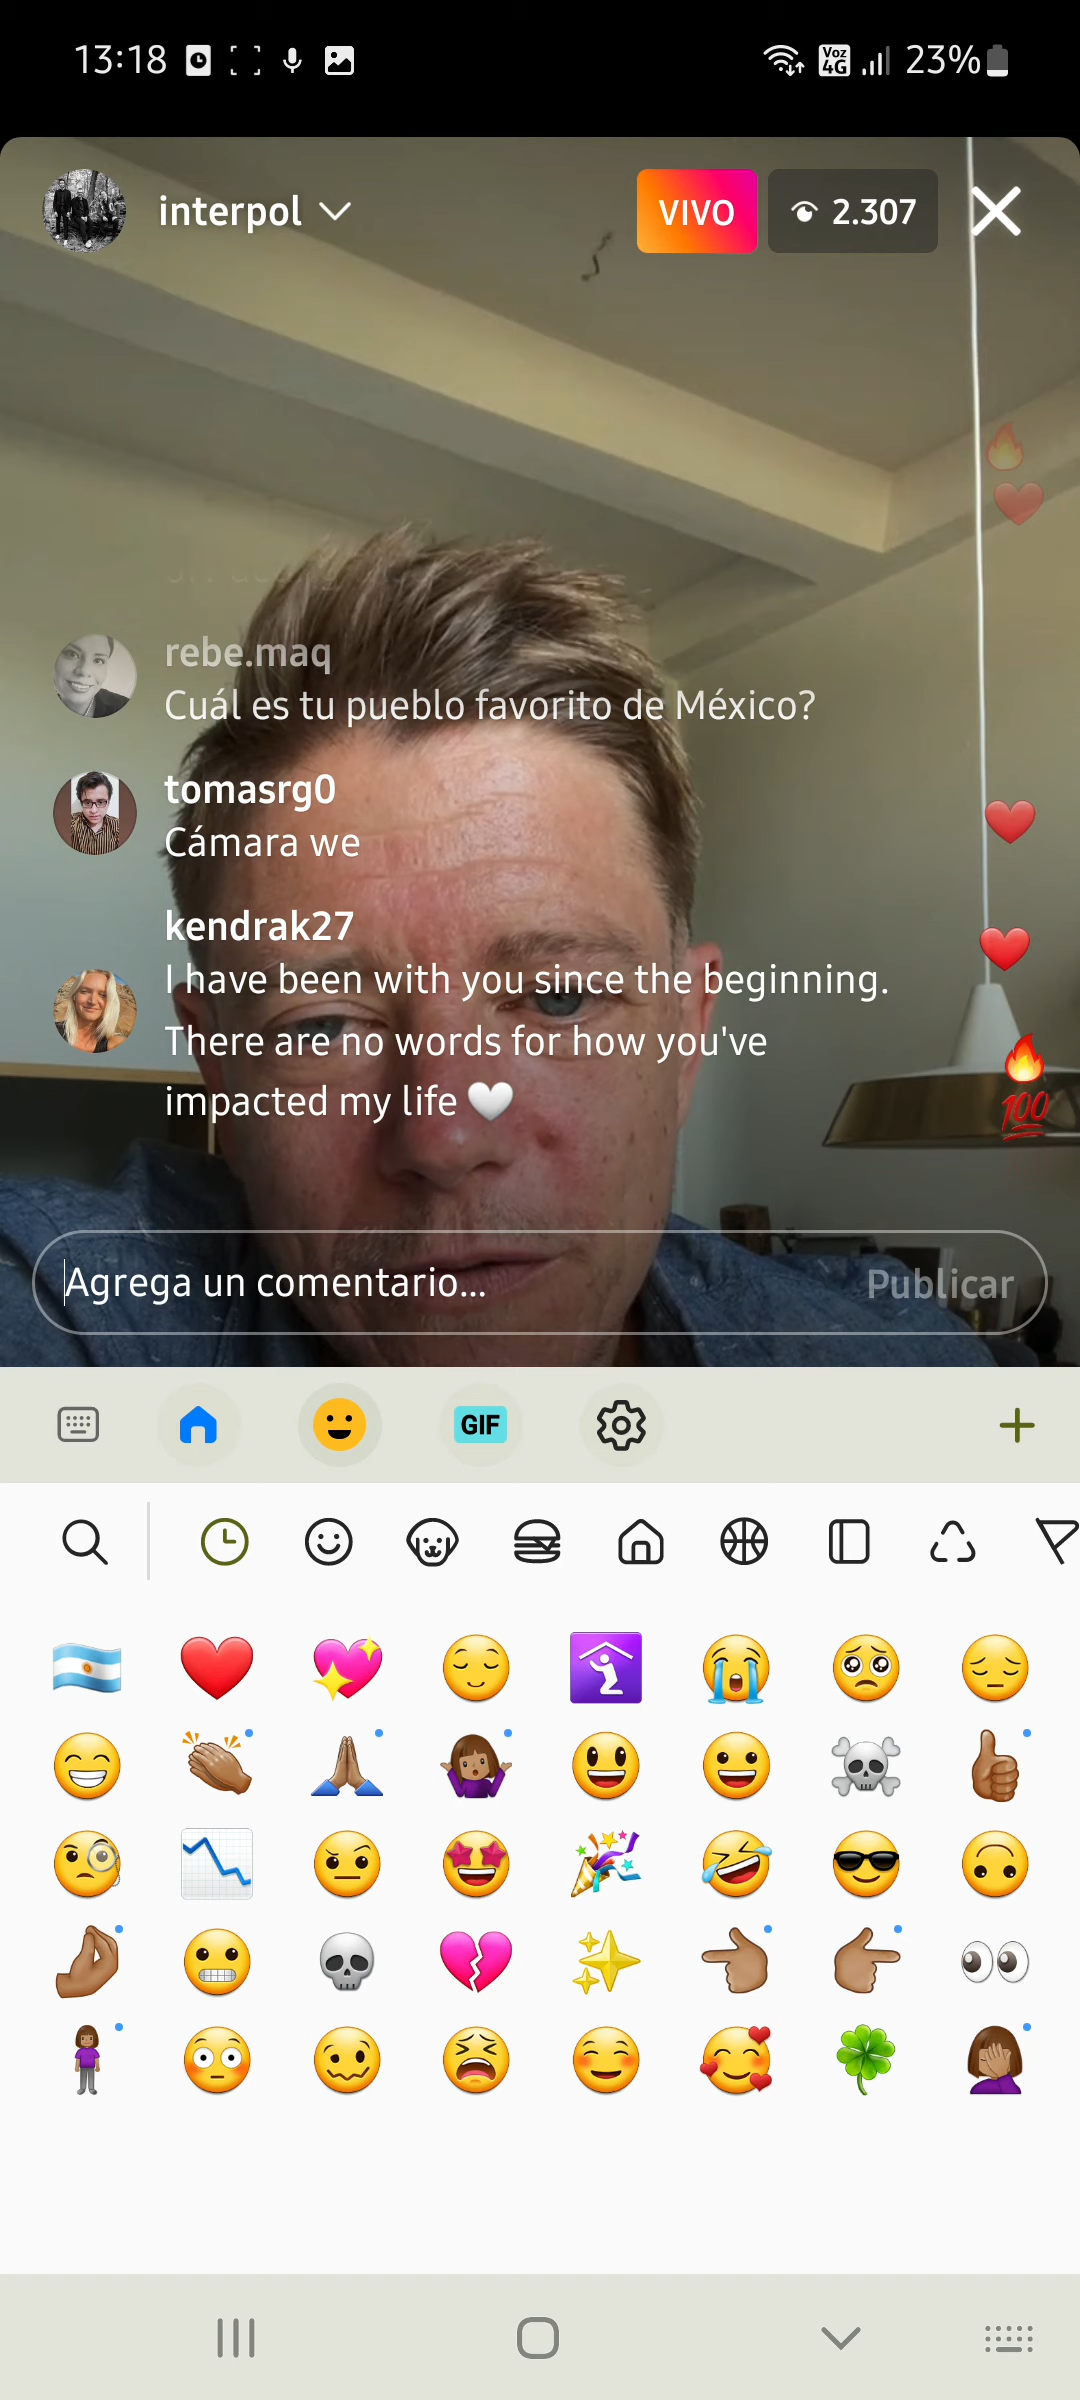 13:18
Voz 4G
23%
interpol
VIVO
2.307
rebe.maq
Cuál es tu pueblo favorito de México?
tomasrg0
Cámara we
kendrak27
I have been with you since the beginning.
There are no words for how you've
impacted my life 🤍
💯
Agrega un comentario...
Publicar
GIF